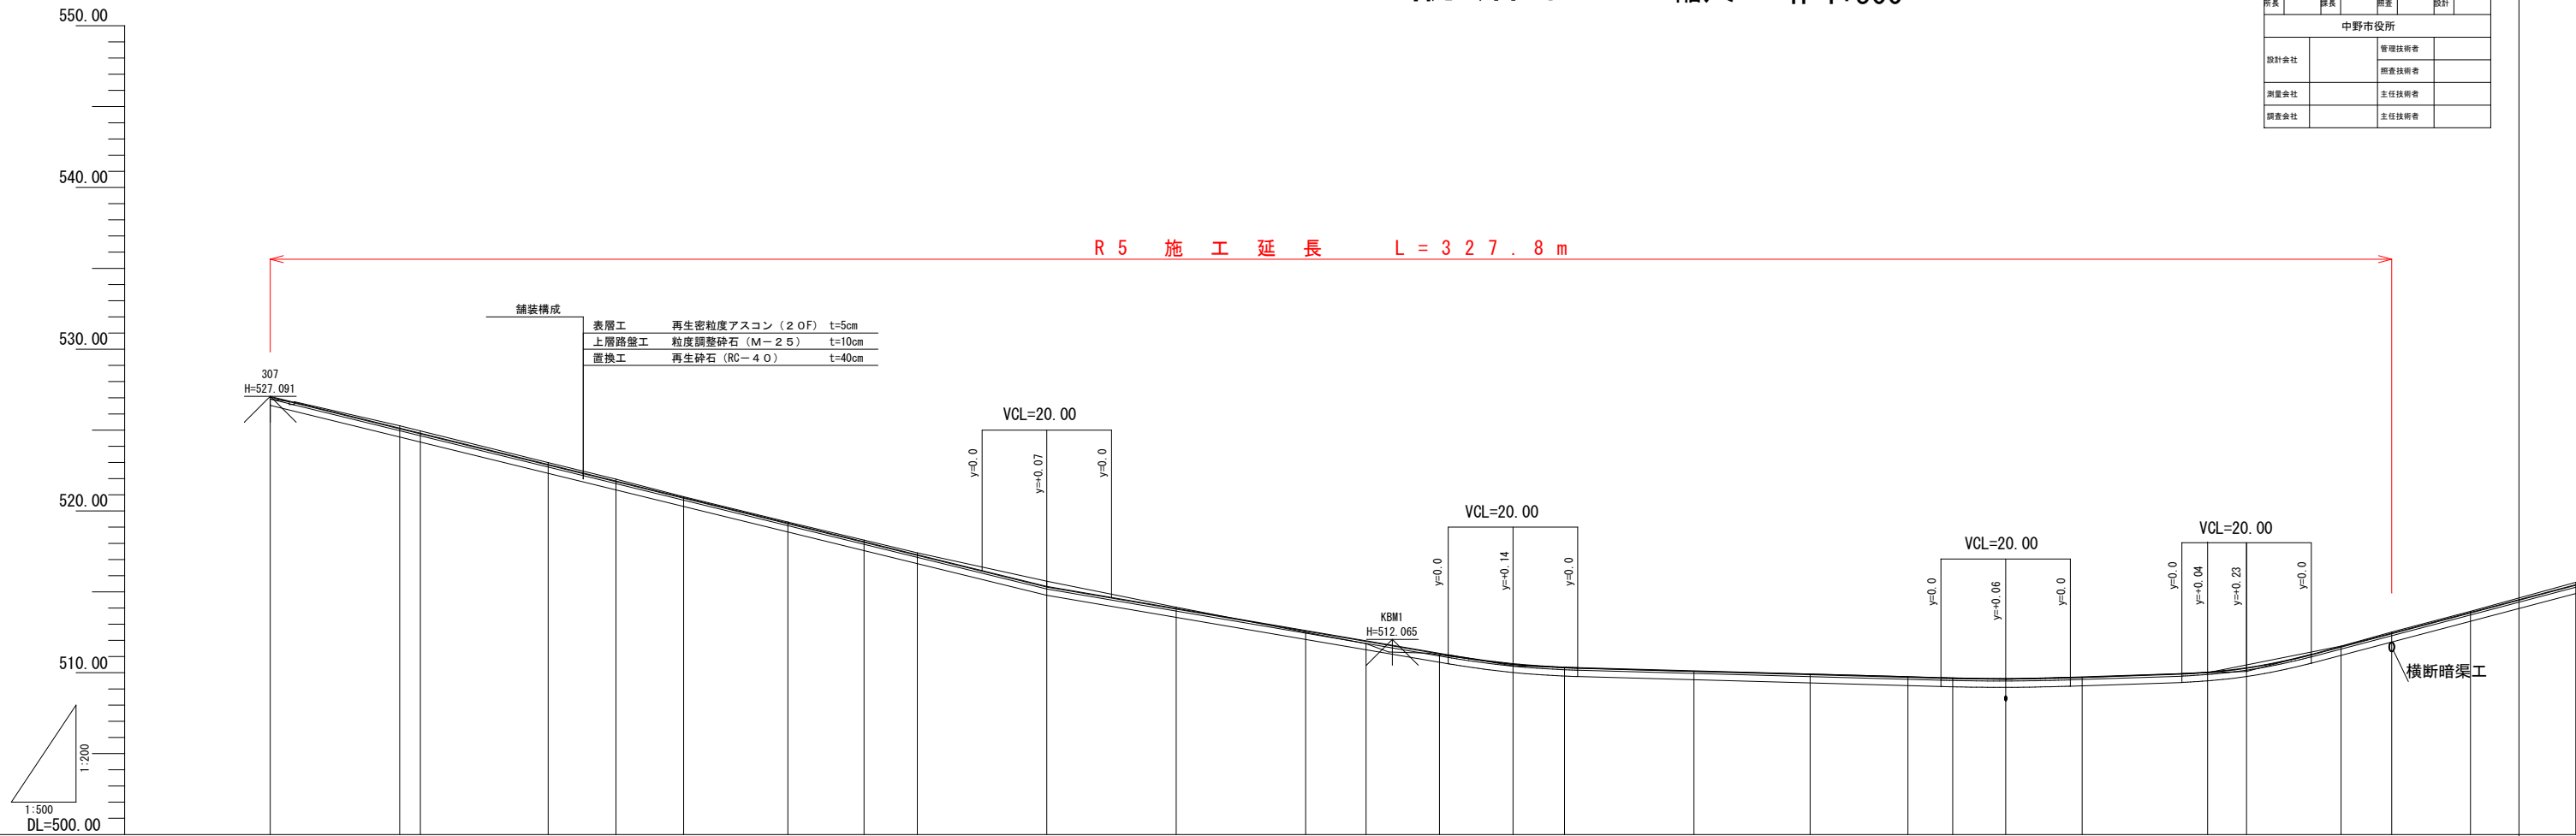 550.00
540.00
530.00
520.00
510.00
DL=500.00
1:200
1:500
所長 課長 照査 設計
中野市役所
設計会社 管理技術者
照査技術者
測量会社 主任技術者
調査会社 主任技術者
R5 施工延長 L=327.8m
舗装構成
表層工 再生密粒度アスコン（20F） t=5cm
上層路盤工 粒度調整砕石（M－25） t=10cm
置換工 再生砕石（RC－40） t=40cm
307
H=527.091
VCL=20.00
y=0.0
y=+0.07
y=0.0
KBM1
H=512.065
VCL=20.00
y=0.0
y=+0.14
y=0.0
VCL=20.00
y=0.0
y=+0.06
y=0.0
VCL=20.00
y=0.0
y=+0.04
y=+0.23
y=0.0
横断暗渠工